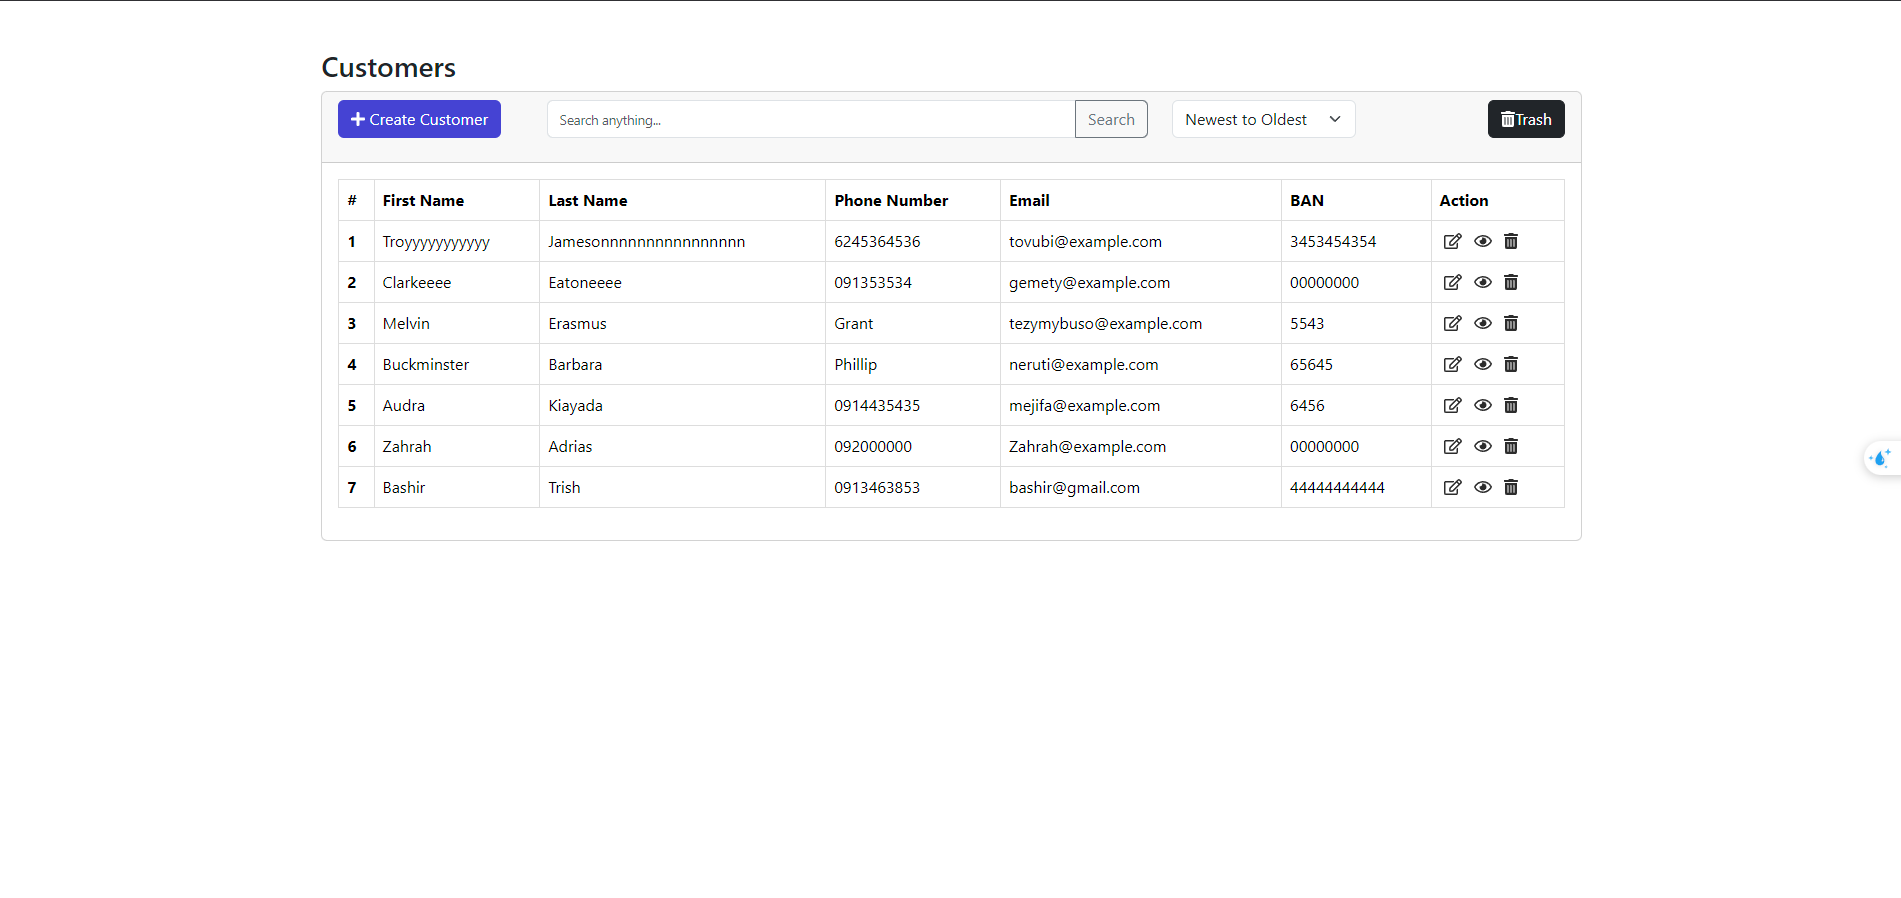 Customers
Create Customer Search anything... Search Newest to Oldest Trash
# First Name Last Name Phone Number Email BAN Action
1 Troyyyyyyyyyyy Jamesonnnnnnnnnnnnnnnnn 6245364536 tovubi@example.com 3453454354
2 Clarkeeee Eatoneeee 091353534 gemety@example.com 00000000
3 Melvin Erasmus Grant tezymybuso@example.com 5543
4 Buckminster Barbara Phillip neruti@example.com 65645
5 Audra Kiayada 0914435435 mejifa@example.com 6456
6 Zahrah Adrias 092000000 Zahrah@example.com 00000000
7 Bashir Trish 0913463853 bashir@gmail.com 44444444444